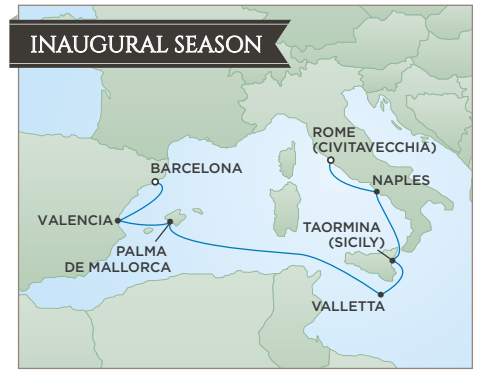 INAUGURAL SEASON
ROME
(CIVITAVECCHIA)
BARCELONA
NAPLES
VALENCIA
TAORMINA
(SICILY)
PALMA
DE MALLORCA
VALLETTA